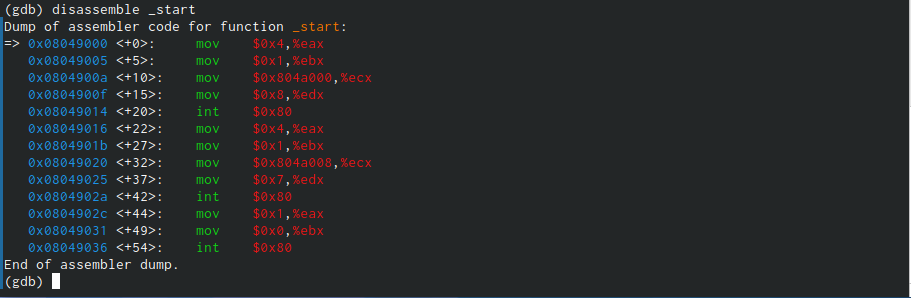 (gdb) disassemble _start
Dump of assembler code for function _start:
=> 0x08049000 <+0>:     mov    $0x4,%eax
   0x08049005 <+5>:     mov    $0x1,%ebx
   0x0804900a <+10>:    mov    $0x804a000,%ecx
   0x0804900f <+15>:    mov    $0x8,%edx
   0x08049014 <+20>:    int    $0x80
   0x08049016 <+22>:    mov    $0x4,%eax
   0x0804901b <+27>:    mov    $0x1,%ebx
   0x08049020 <+32>:    mov    $0x804a008,%ecx
   0x08049025 <+37>:    mov    $0x7,%edx
   0x0804902a <+42>:    int    $0x80
   0x0804902c <+44>:    mov    $0x1,%eax
   0x08049031 <+49>:    mov    $0x0,%ebx
   0x08049036 <+54>:    int    $0x80
End of assembler dump.
(gdb)